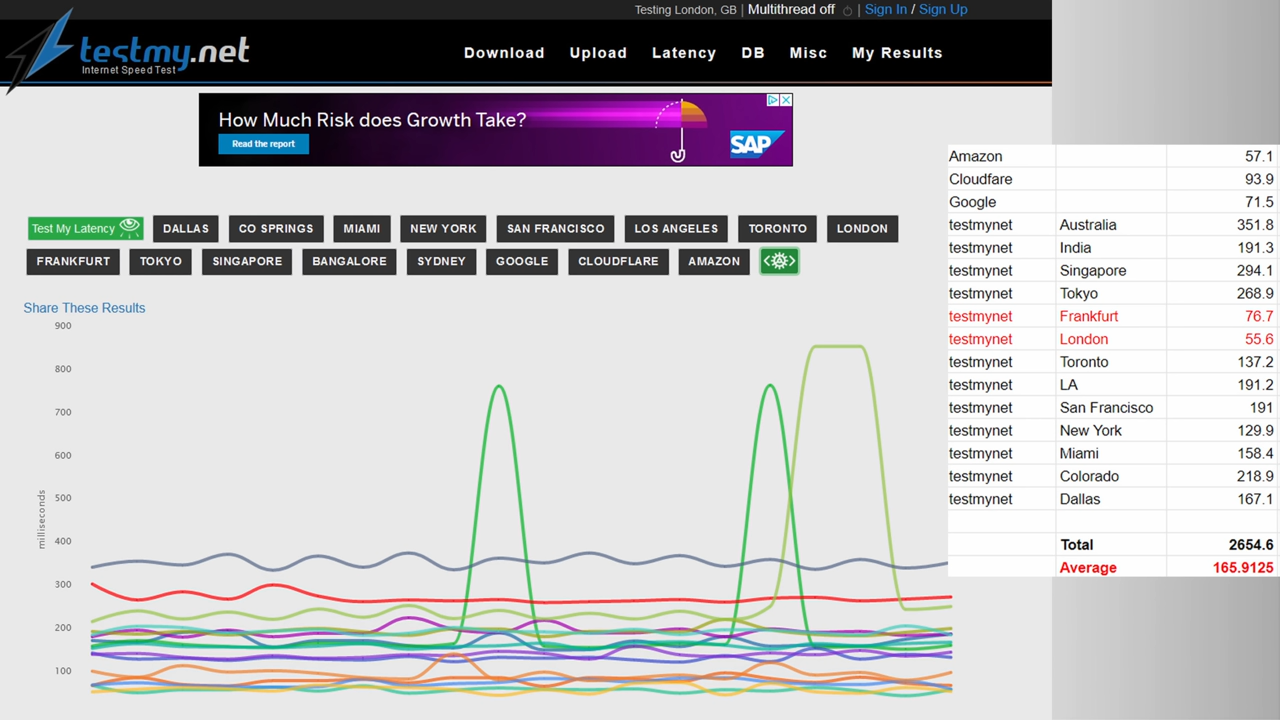 Testing London, GB | Multithread off | Sign In / Sign Up
testmy.net
Internet Speed Test
Download Upload Latency DB Misc My Results
How Much Risk does Growth Take?
Read the report
SAP
Test My Latency DALLAS CO SPRINGS MIAMI NEW YORK SAN FRANCISCO LOS ANGELES TORONTO LONDON
FRANKFURT TOKYO SINGAPORE BANGALORE SYDNEY GOOGLE CLOUDFLARE AMAZON
Share These Results
900
800
700
600
500
400
300
200
100
milliseconds
Amazon 57.1
Cloudfare 93.9
Google 71.5
testmynet Australia 351.8
testmynet India 191.3
testmynet Singapore 294.1
testmynet Tokyo 268.9
testmynet Frankfurt 76.7
testmynet London 55.6
testmynet Toronto 137.2
testmynet LA 191.2
testmynet San Francisco 191
testmynet New York 129.9
testmynet Miami 158.4
testmynet Colorado 218.9
testmynet Dallas 167.1
Total 2654.6
Average 165.9125